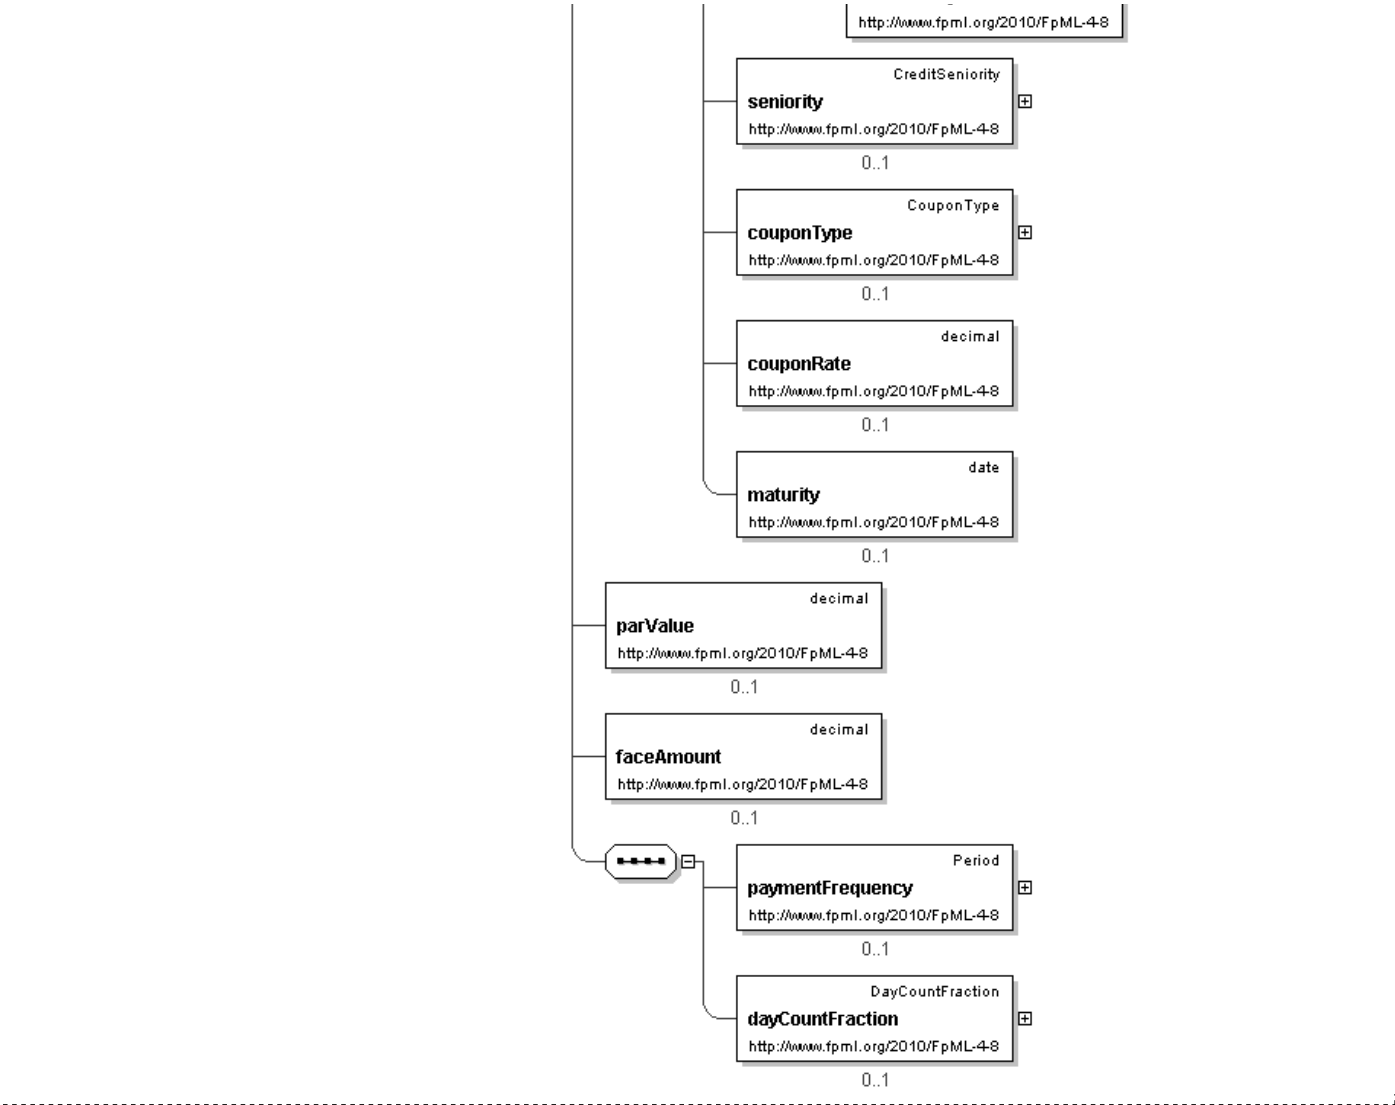 http://www.fpml.org/2010/FpML-4-8
CreditSeniority
seniority
http://www.fpml.org/2010/FpML-4-8
0..1
CouponType
couponType
http://www.fpml.org/2010/FpML-4-8
0..1
decimal
couponRate
http://www.fpml.org/2010/FpML-4-8
0..1
date
maturity
http://www.fpml.org/2010/FpML-4-8
0..1
decimal
parValue
http://www.fpml.org/2010/FpML-4-8
0..1
decimal
faceAmount
http://www.fpml.org/2010/FpML-4-8
0..1
Period
paymentFrequency
http://www.fpml.org/2010/FpML-4-8
0..1
DayCountFraction
dayCountFraction
http://www.fpml.org/2010/FpML-4-8
0..1